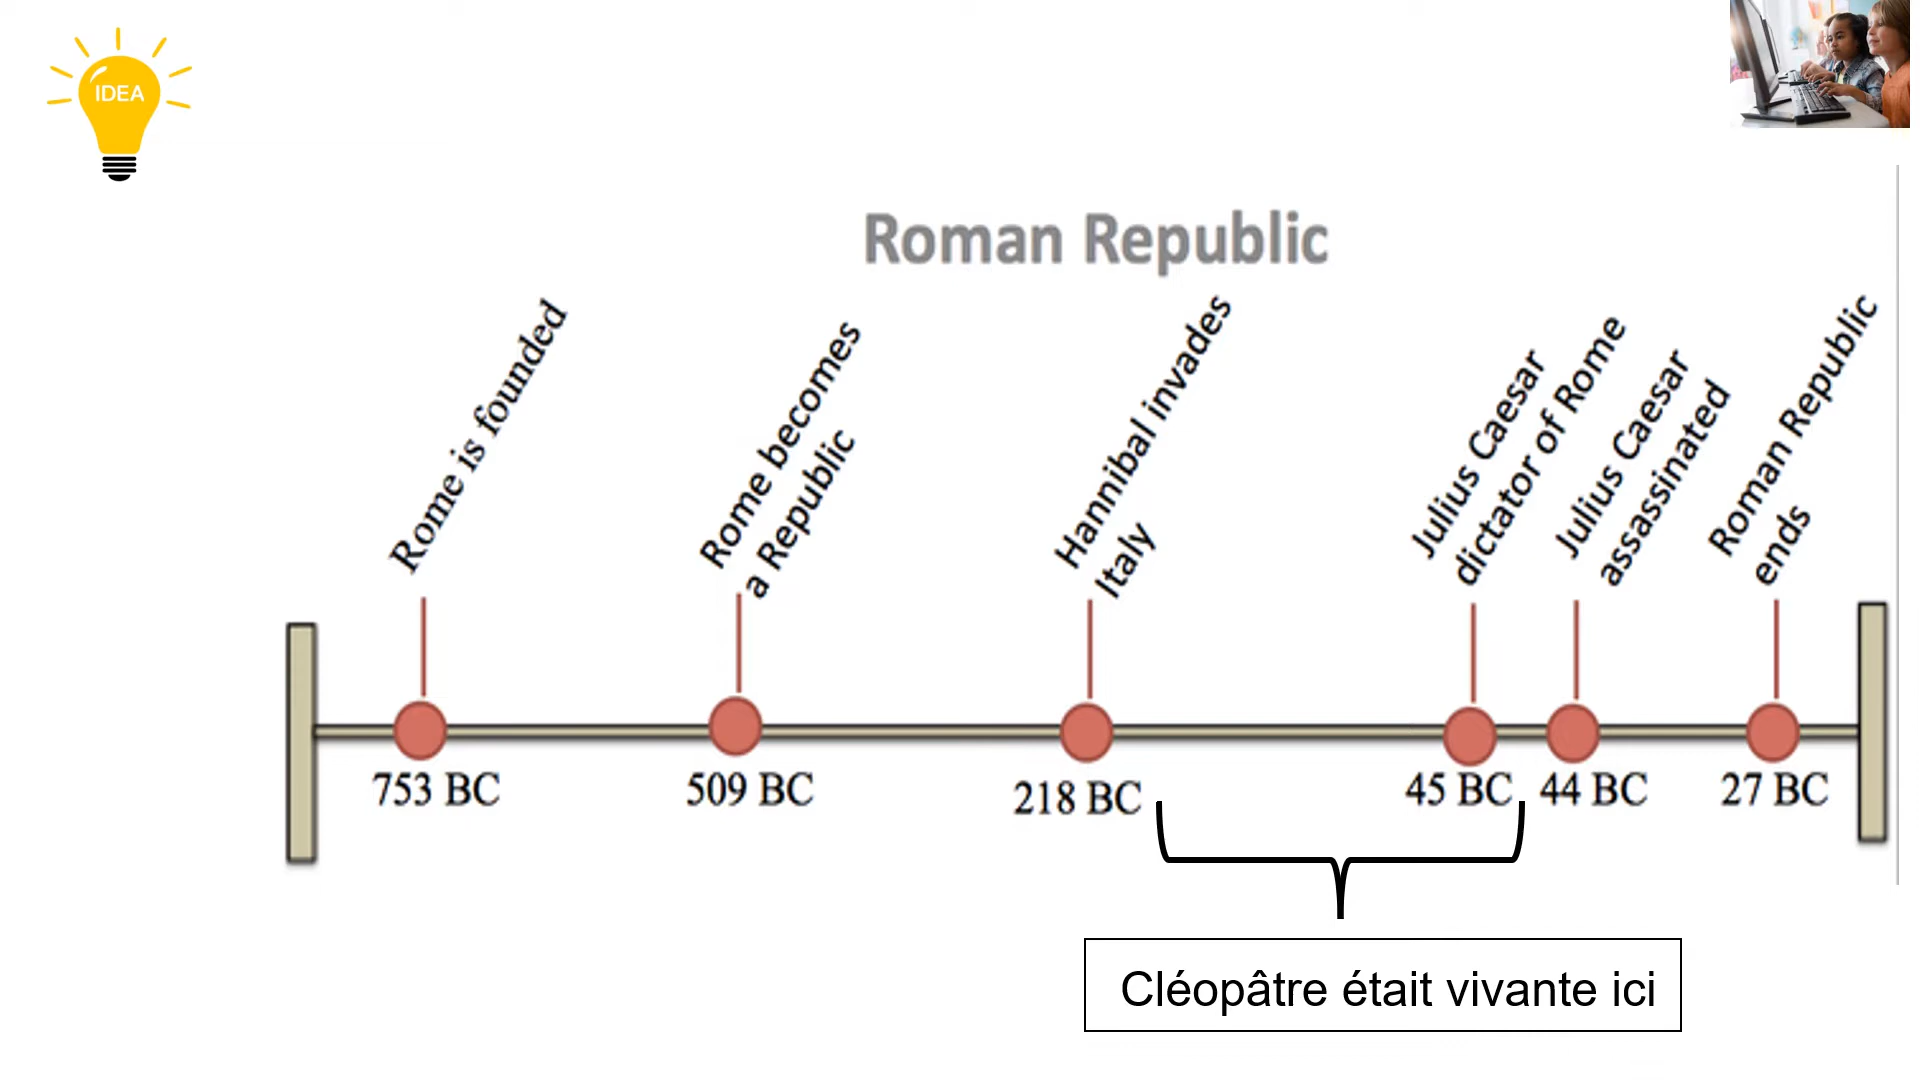 IDEA
Roman Republic
Rome is founded
Rome becomes
a Republic
Hannibal invades
Italy
Julius Caesar
dictator of Rome
Julius Caesar
assassinated
Roman Republic
ends
753 BC
509 BC
218 BC
45 BC
44 BC
27 BC
Cléopâtre était vivante ici